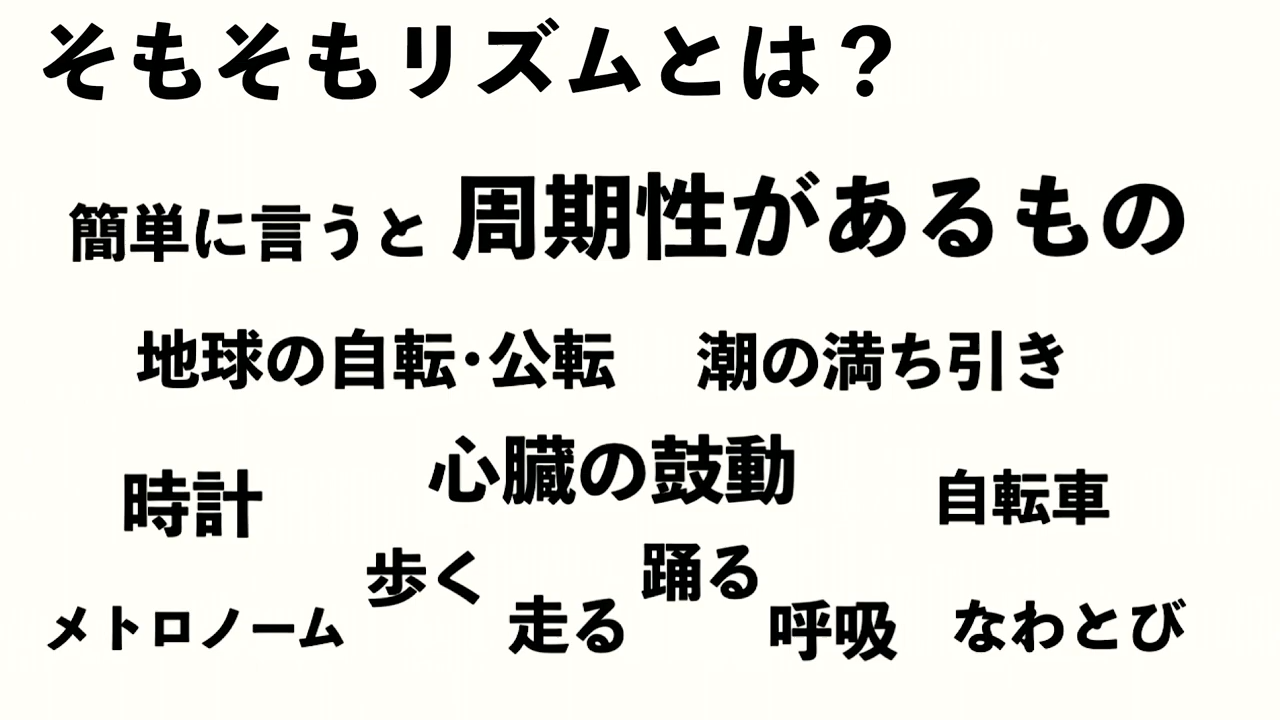 そもそもリズムとは？
簡単に言うと 周期性があるもの
地球の自転･公転 潮の満ち引き
時計 心臓の鼓動 自転車
歩く 踊る
メトロノーム 走る 呼吸 なわとび